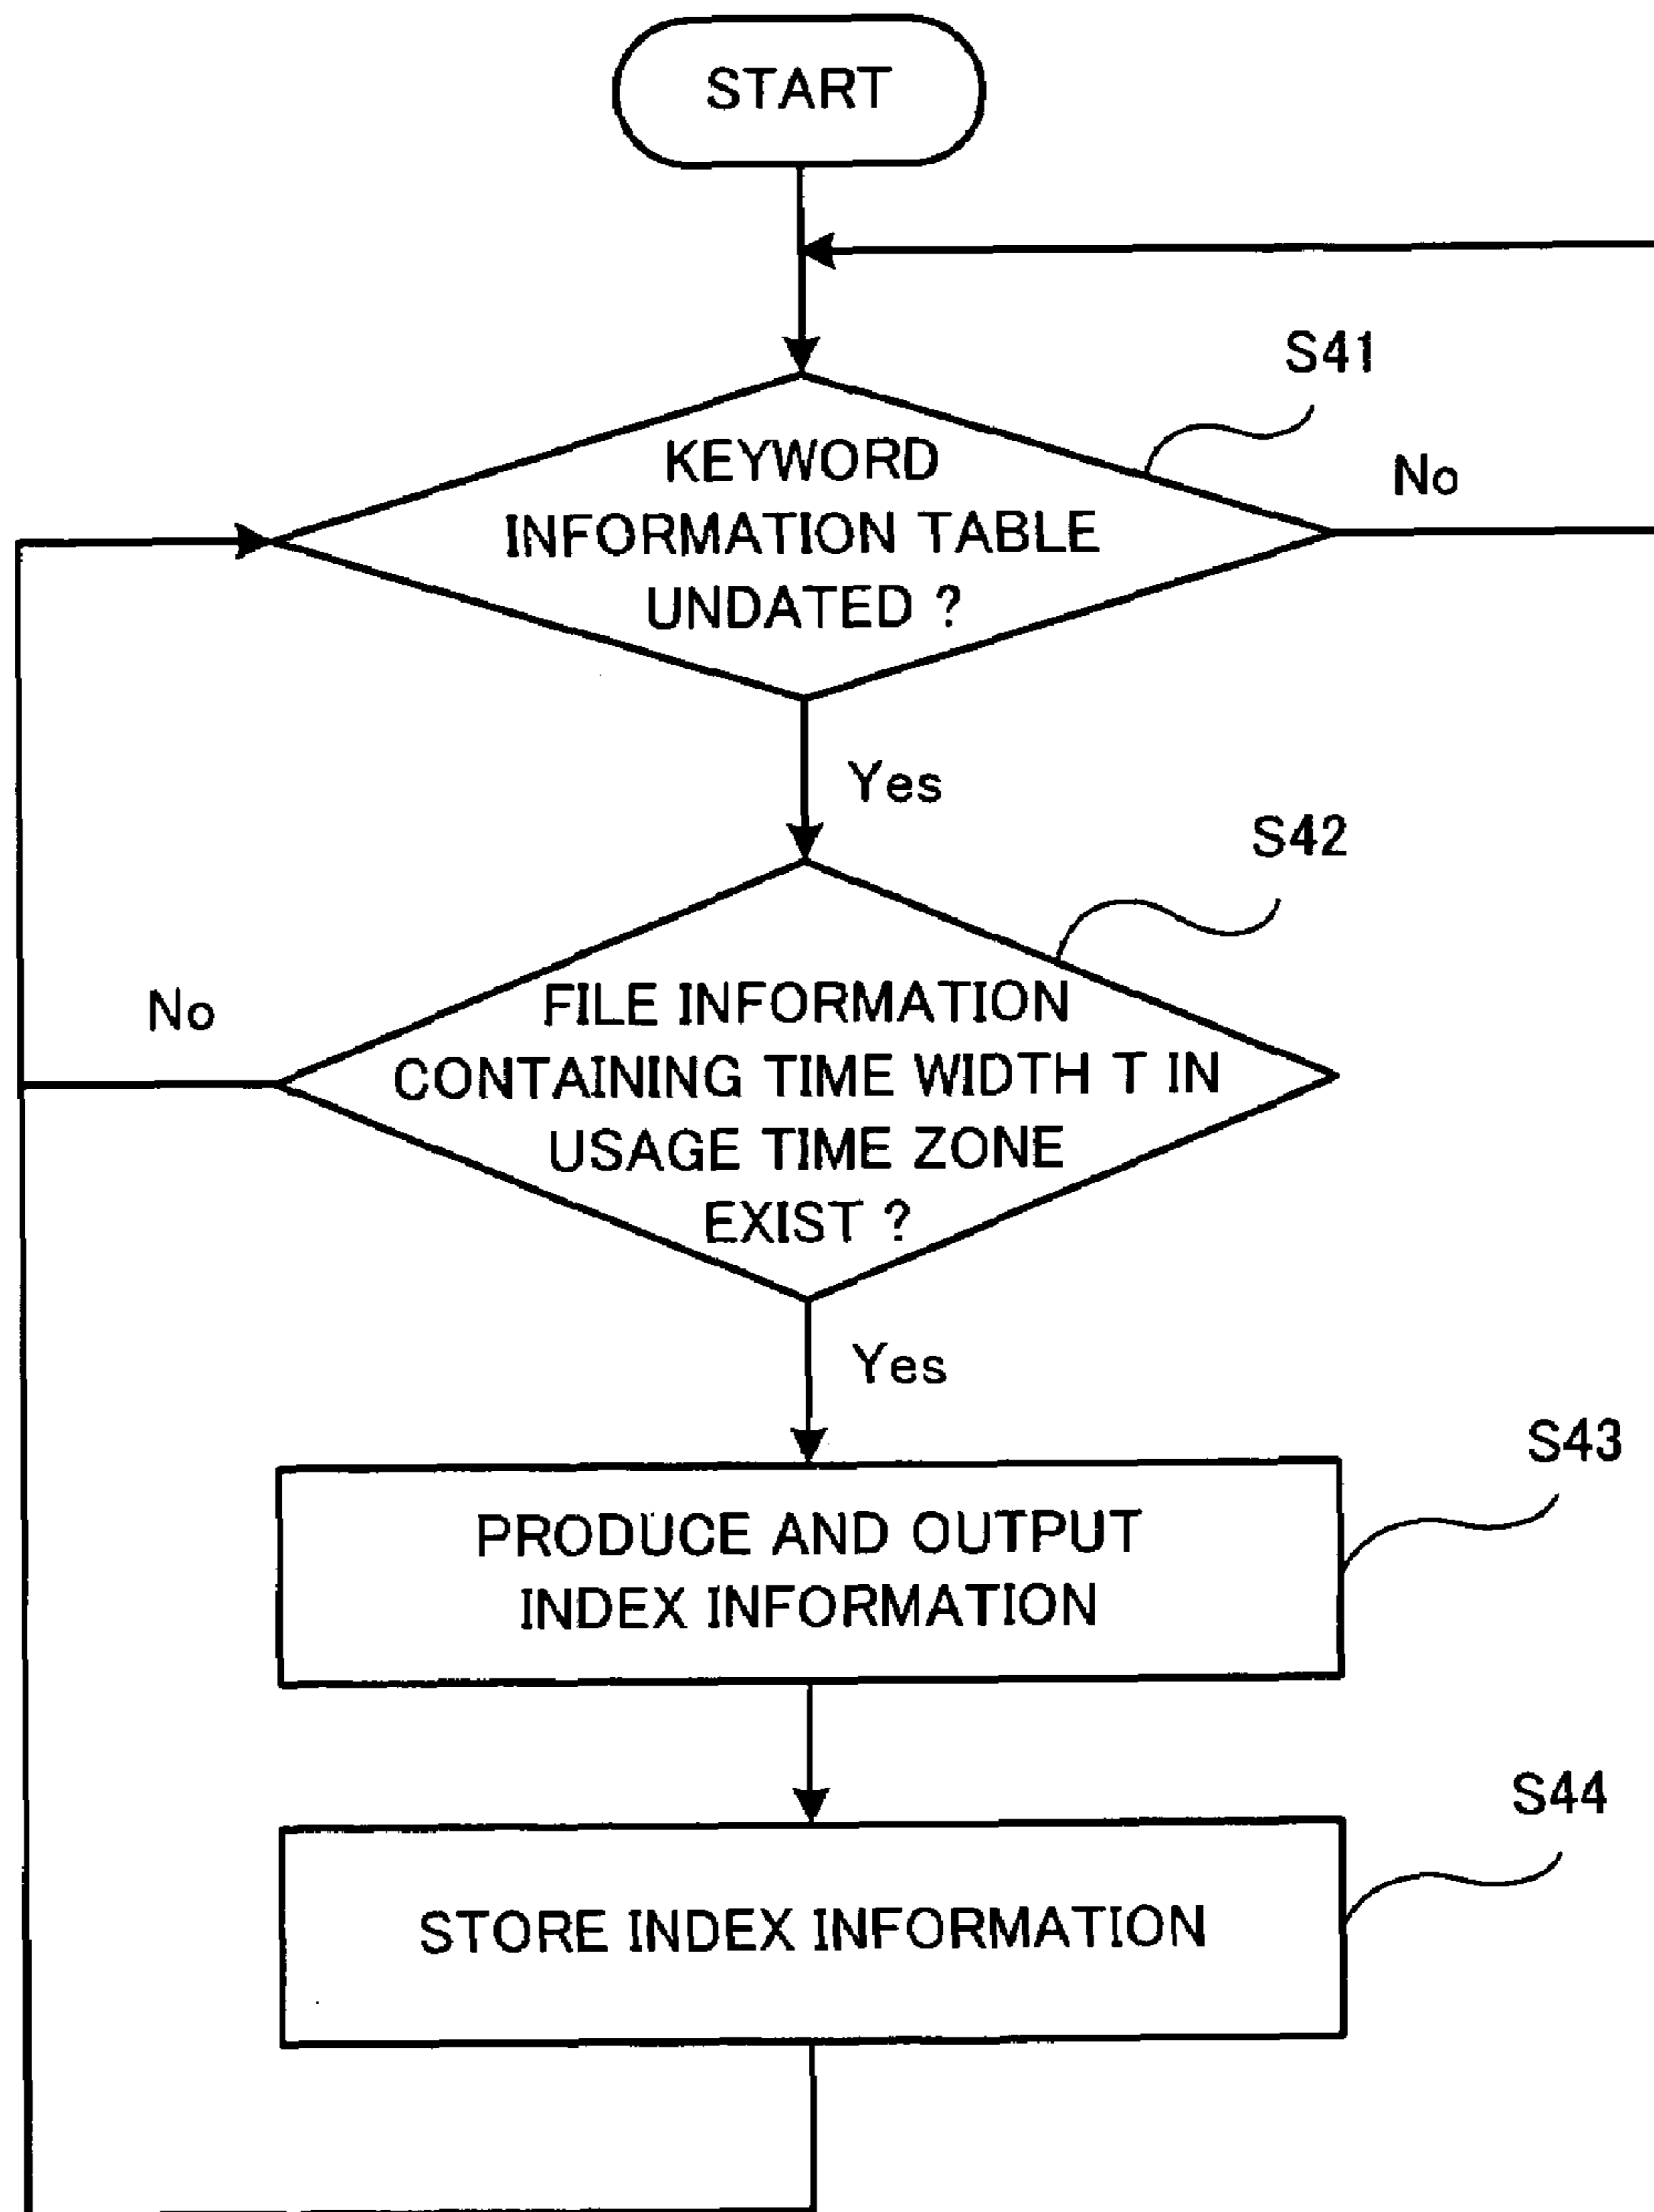 START
S41
KEYWORD
INFORMATION TABLE
UNDATED ?
No
Yes
S42
FILE INFORMATION
CONTAINING TIME WIDTH T IN
USAGE TIME ZONE
EXIST ?
No
Yes
S43
PRODUCE AND OUTPUT
INDEX INFORMATION
S44
STORE INDEX INFORMATION